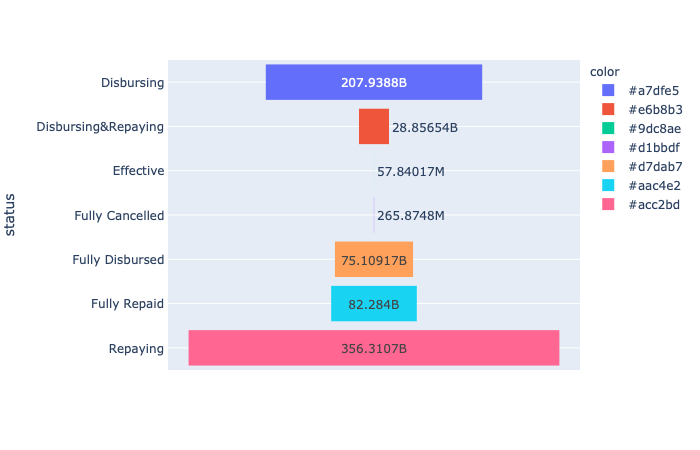 color
Disbursing
207.9388B
#a7dfe5
#e6b8b3
Disbursing&Repaying
28.85654B
#9dc8ae
#d1bbdf
Effective
57.84017M
#d7dab7
#aac4e2
#acc2bd
Fully Cancelled
265.8748M
status
Fully Disbursed
75.10917B
Fully Repaid
82.284B
Repaying
356.3107B